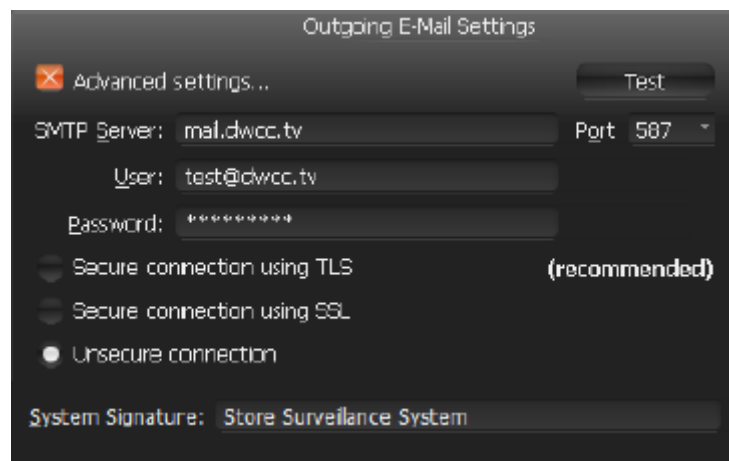 Outgoing E-Mail Settings
Advanced settings... Test
SMTP Server: mail.dwcc.tv Port 587
User: test@dwcc.tv
Password: *********
Secure connection using TLS (recommended)
Secure connection using SSL
Unsecure connection
System Signature: Store Surveillance System